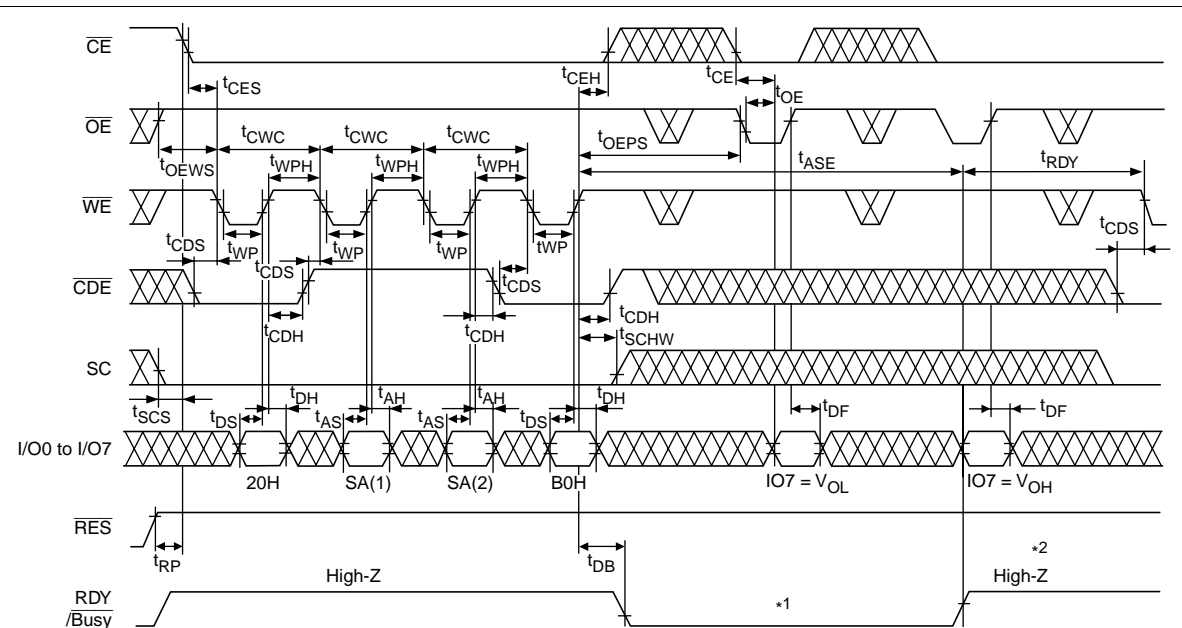 CE
tCES
tCEH
tCE
tOE
OE
tOEWS
tCWC
tCWC
tCWC
tOEPS
tWPH
tWPH
tWPH
tASE
tRDY
WE
tCDS
tWP
tCDS
tWP
tWP
tCDS
tWP
tCDS
CDE
tCDH
tCDH
tCDH
tSCHW
SC
tSCS
tDS
tDH
tAS
tAH
tAS
tAH
tDS
tDH
tDF
tDF
I/O0 to I/O7
20H
SA(1)
SA(2)
B0H
IO7 = VOL
IO7 = VOH
RES
tRP
tDB
*2
High-Z
High-Z
RDY
/Busy
*1